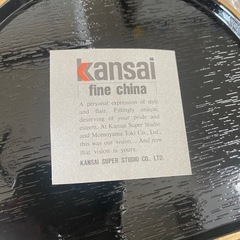 kansai
fine china
A personal expression of style
and flair. Fittingly created,
deserving of your pride and
esteem. At Kansai Super Studio
and Momoyama Toki Co., Ltd.,
this was our vision... And now
that vision is yours.
KANSAI SUPER STUDIO CO., LTD.